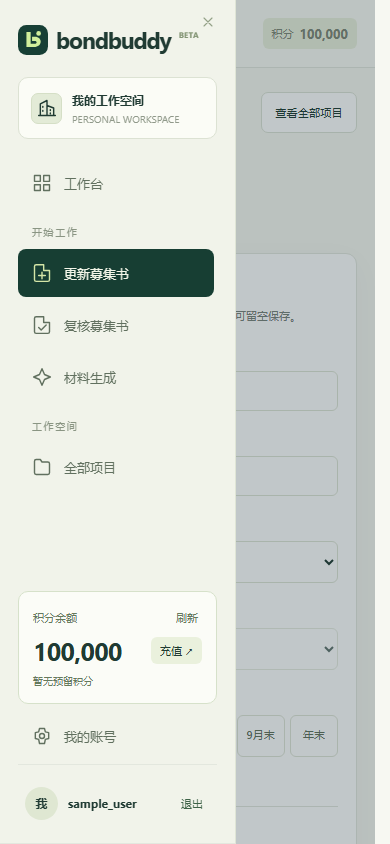 bondbuddy BETA
积分 100,000
我的工作空间
PERSONAL WORKSPACE
查看全部项目
工作台
开始工作
更新募集书
可留空保存。
复核募集书
材料生成
工作空间
全部项目
积分余额 刷新
100,000 充值 ↗
暂无预留积分
9月末 年末
我的账号
我 sample_user 退出